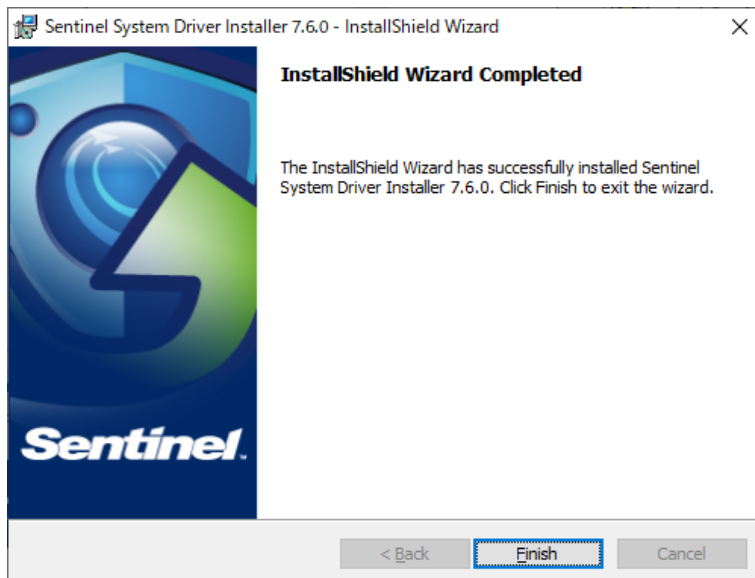 Sentinel System Driver Installer 7.6.0 - InstallShield Wizard
InstallShield Wizard Completed
The InstallShield Wizard has successfully installed Sentinel
System Driver Installer 7.6.0. Click Finish to exit the wizard.
Sentinel™
< Back
Finish
Cancel